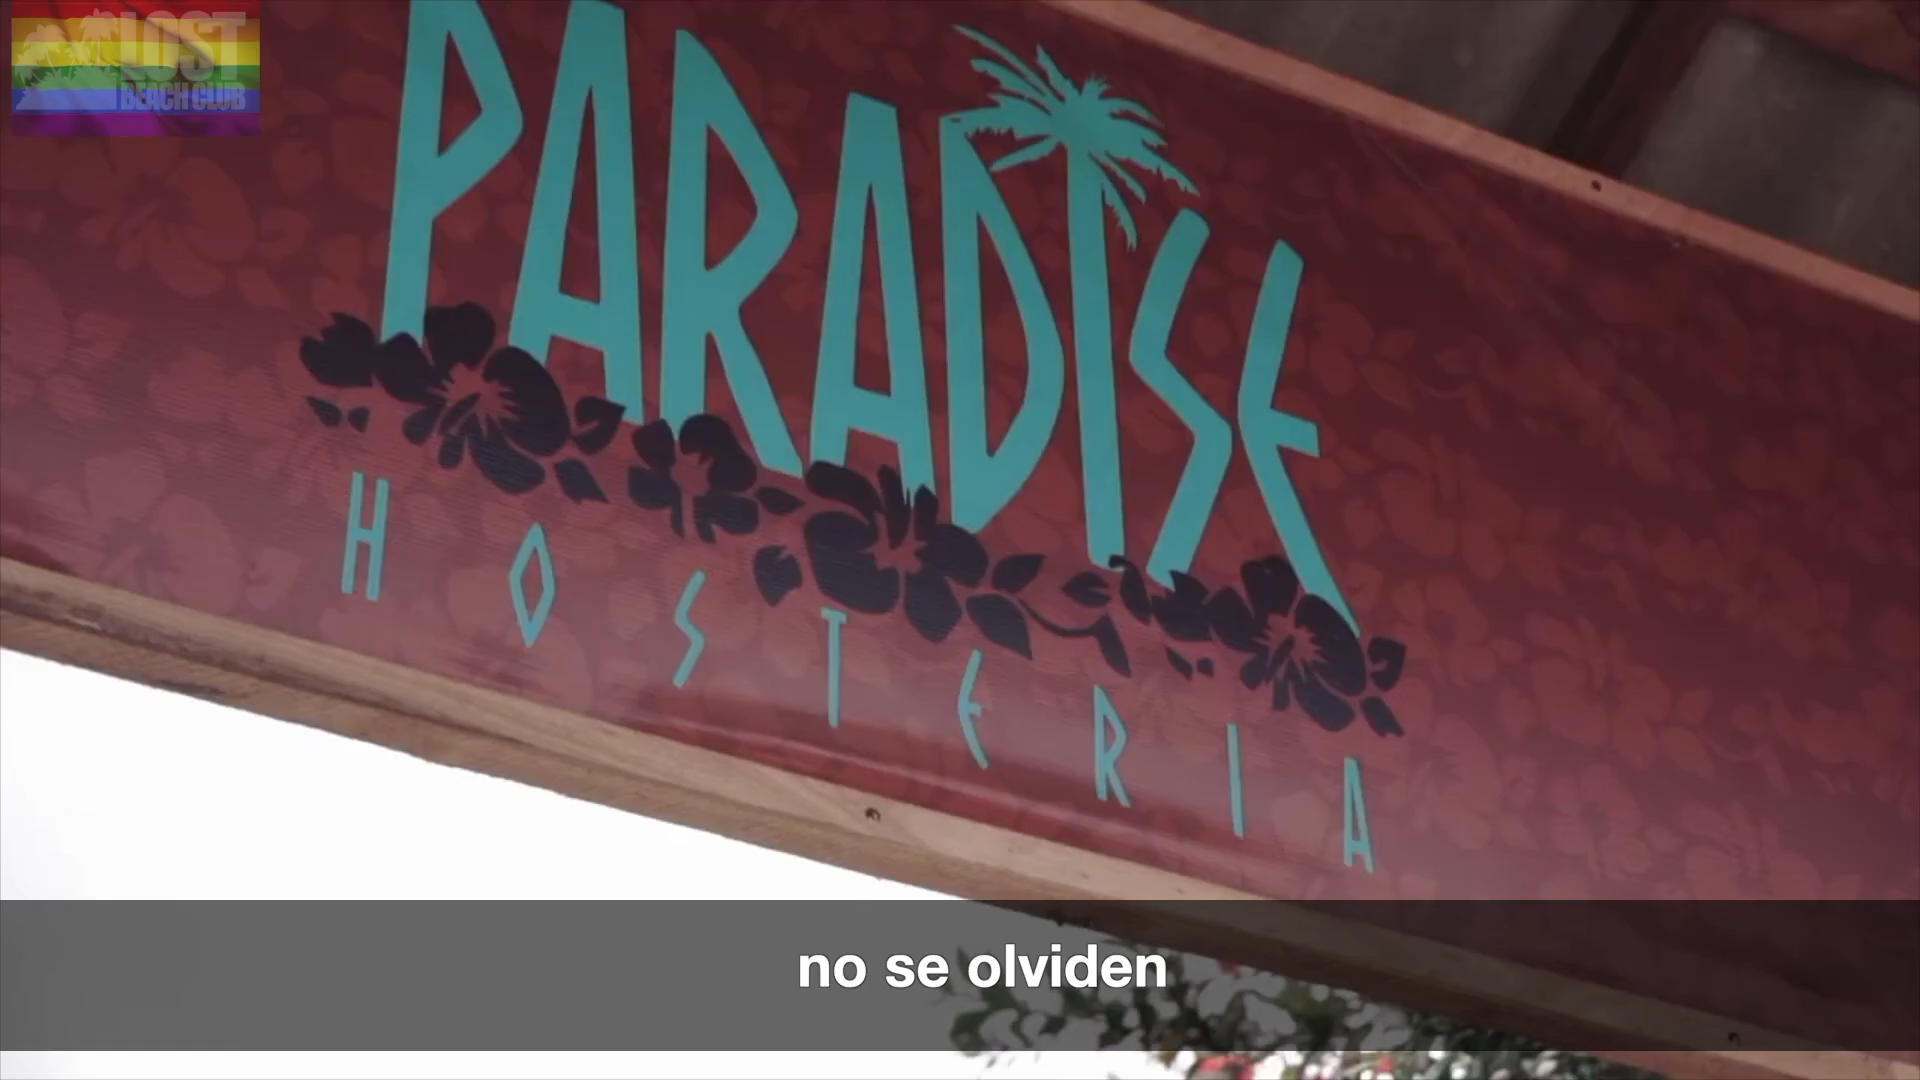 LOST
BEACH CLUB
PARADISE
HOSTERIA
no se olviden